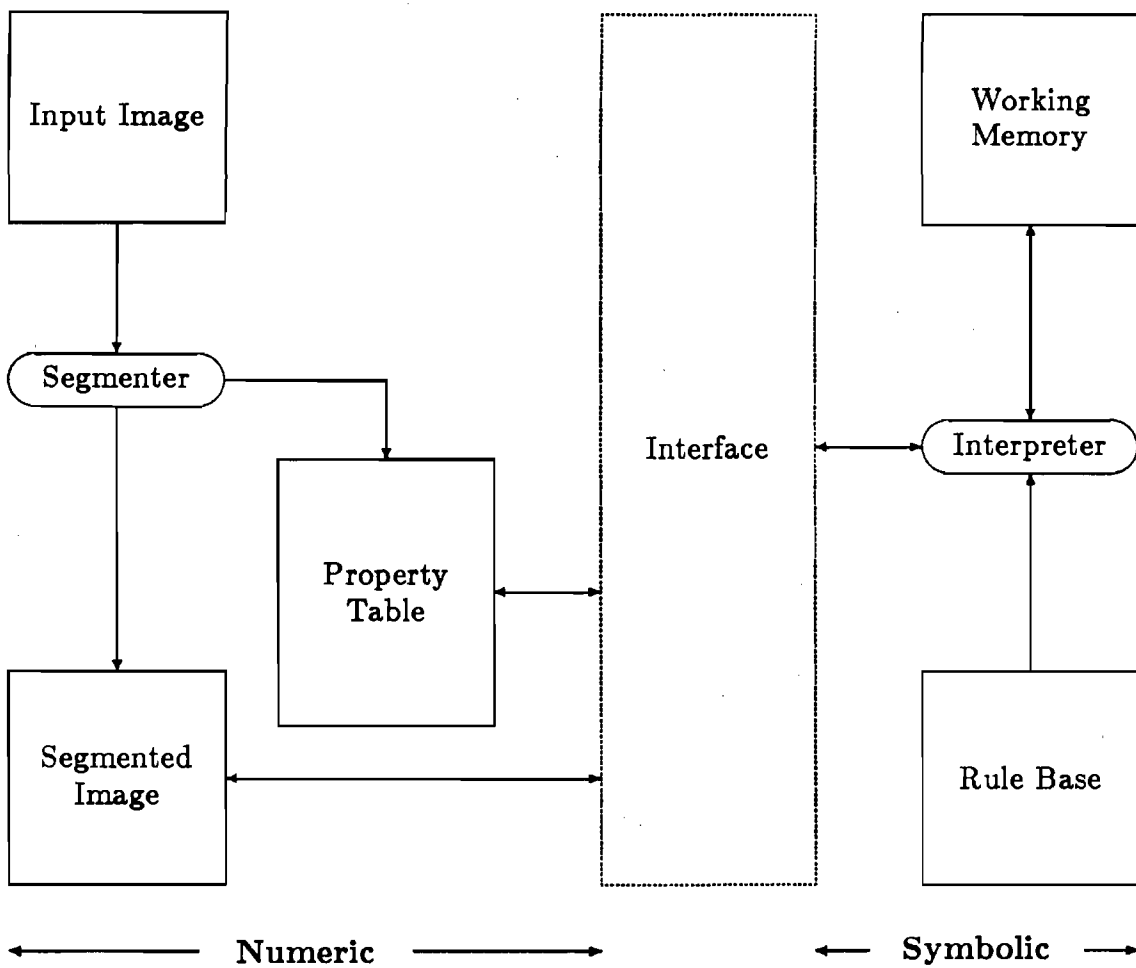 Input Image
Working
Memory
Segmenter
Interface
Interpreter
Property
Table
Segmented
Image
Rule Base
Numeric
Symbolic